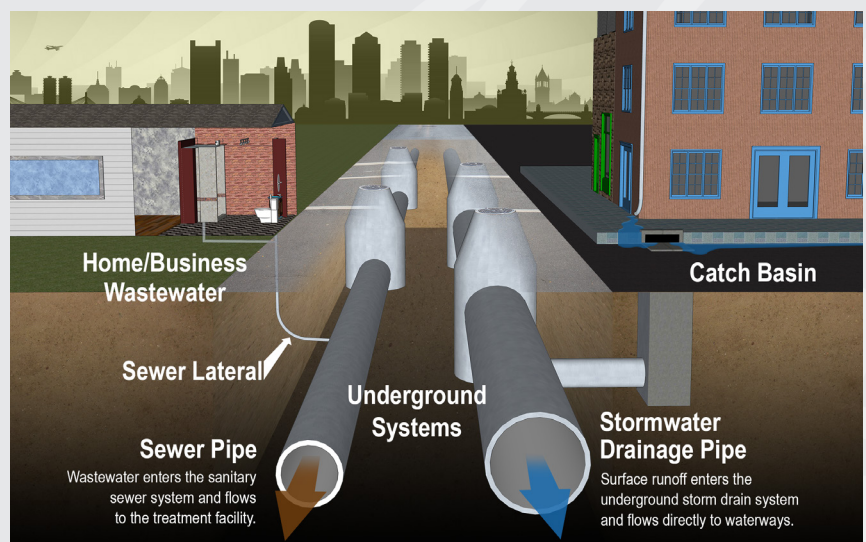 Home/Business
Wastewater
Catch Basin
Sewer Lateral
Underground
Systems
Sewer Pipe
Wastewater enters the sanitary
sewer system and flows
to the treatment facility.
Stormwater
Drainage Pipe
Surface runoff enters the
underground storm drain system
and flows directly to waterways.